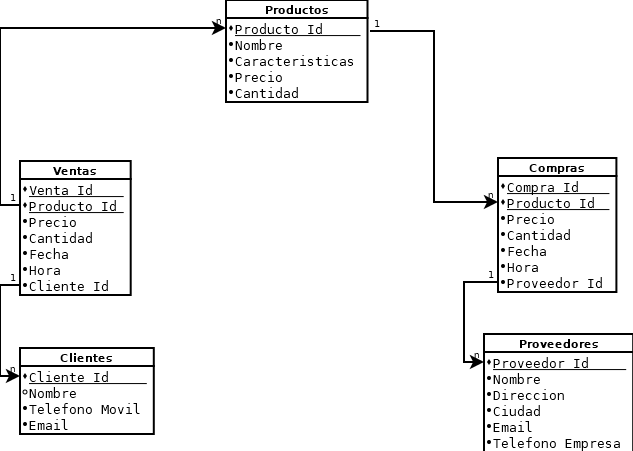 Productos
Producto Id
Nombre
Caracteristicas
Precio
Cantidad
n
1
Ventas
Venta Id
Producto Id
Precio
Cantidad
Fecha
Hora
Cliente Id
1
1
Compras
Compra Id
Producto Id
Precio
Cantidad
Fecha
Hora
Proveedor Id
n
1
Clientes
Cliente Id
Nombre
Telefono Movil
Email
n
Proveedores
Proveedor Id
Nombre
Direccion
Ciudad
Email
Telefono Empresa
n